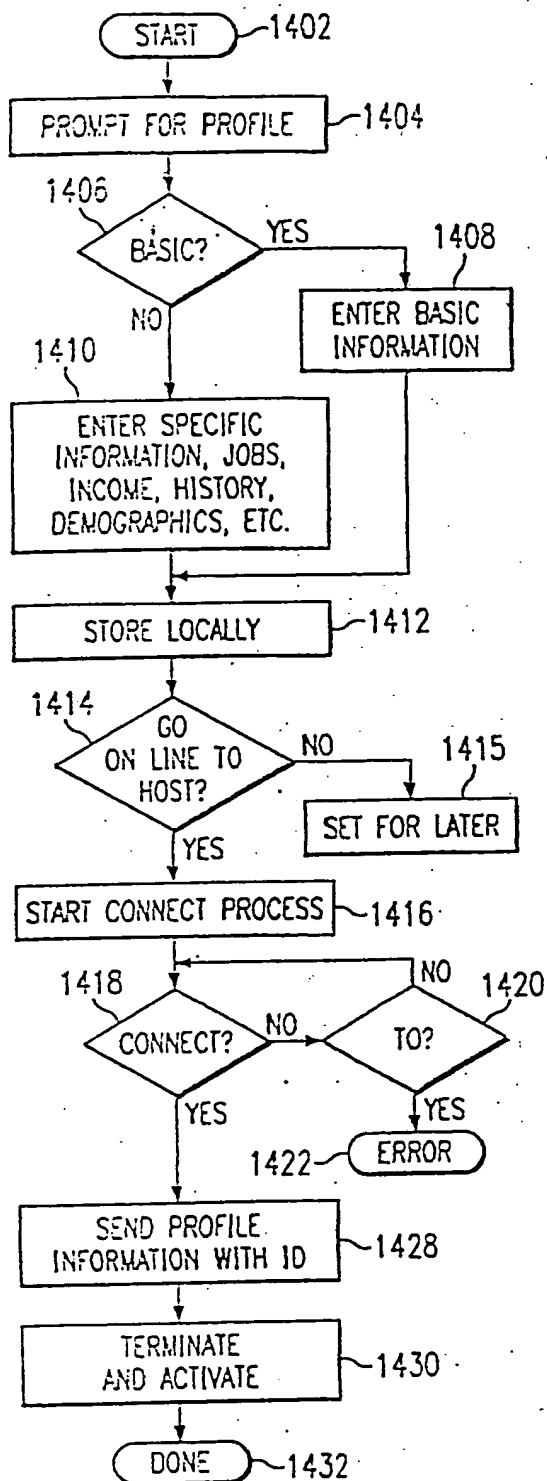 START
1402
PROMPT FOR PROFILE
1404
1406
BASIC?
YES
NO
1408
ENTER BASIC
INFORMATION
1410
ENTER SPECIFIC
INFORMATION, JOBS,
INCOME, HISTORY,
DEMOGRAPHICS, ETC.
STORE LOCALLY
1412
1414
GO
ON LINE TO
HOST?
NO
YES
1415
SET FOR LATER
START CONNECT PROCESS
1416
1418
CONNECT?
NO
YES
NO
1420
TO?
YES
1422
ERROR
SEND PROFILE
INFORMATION WITH ID
1428
TERMINATE
AND ACTIVATE
1430
DONE
1432